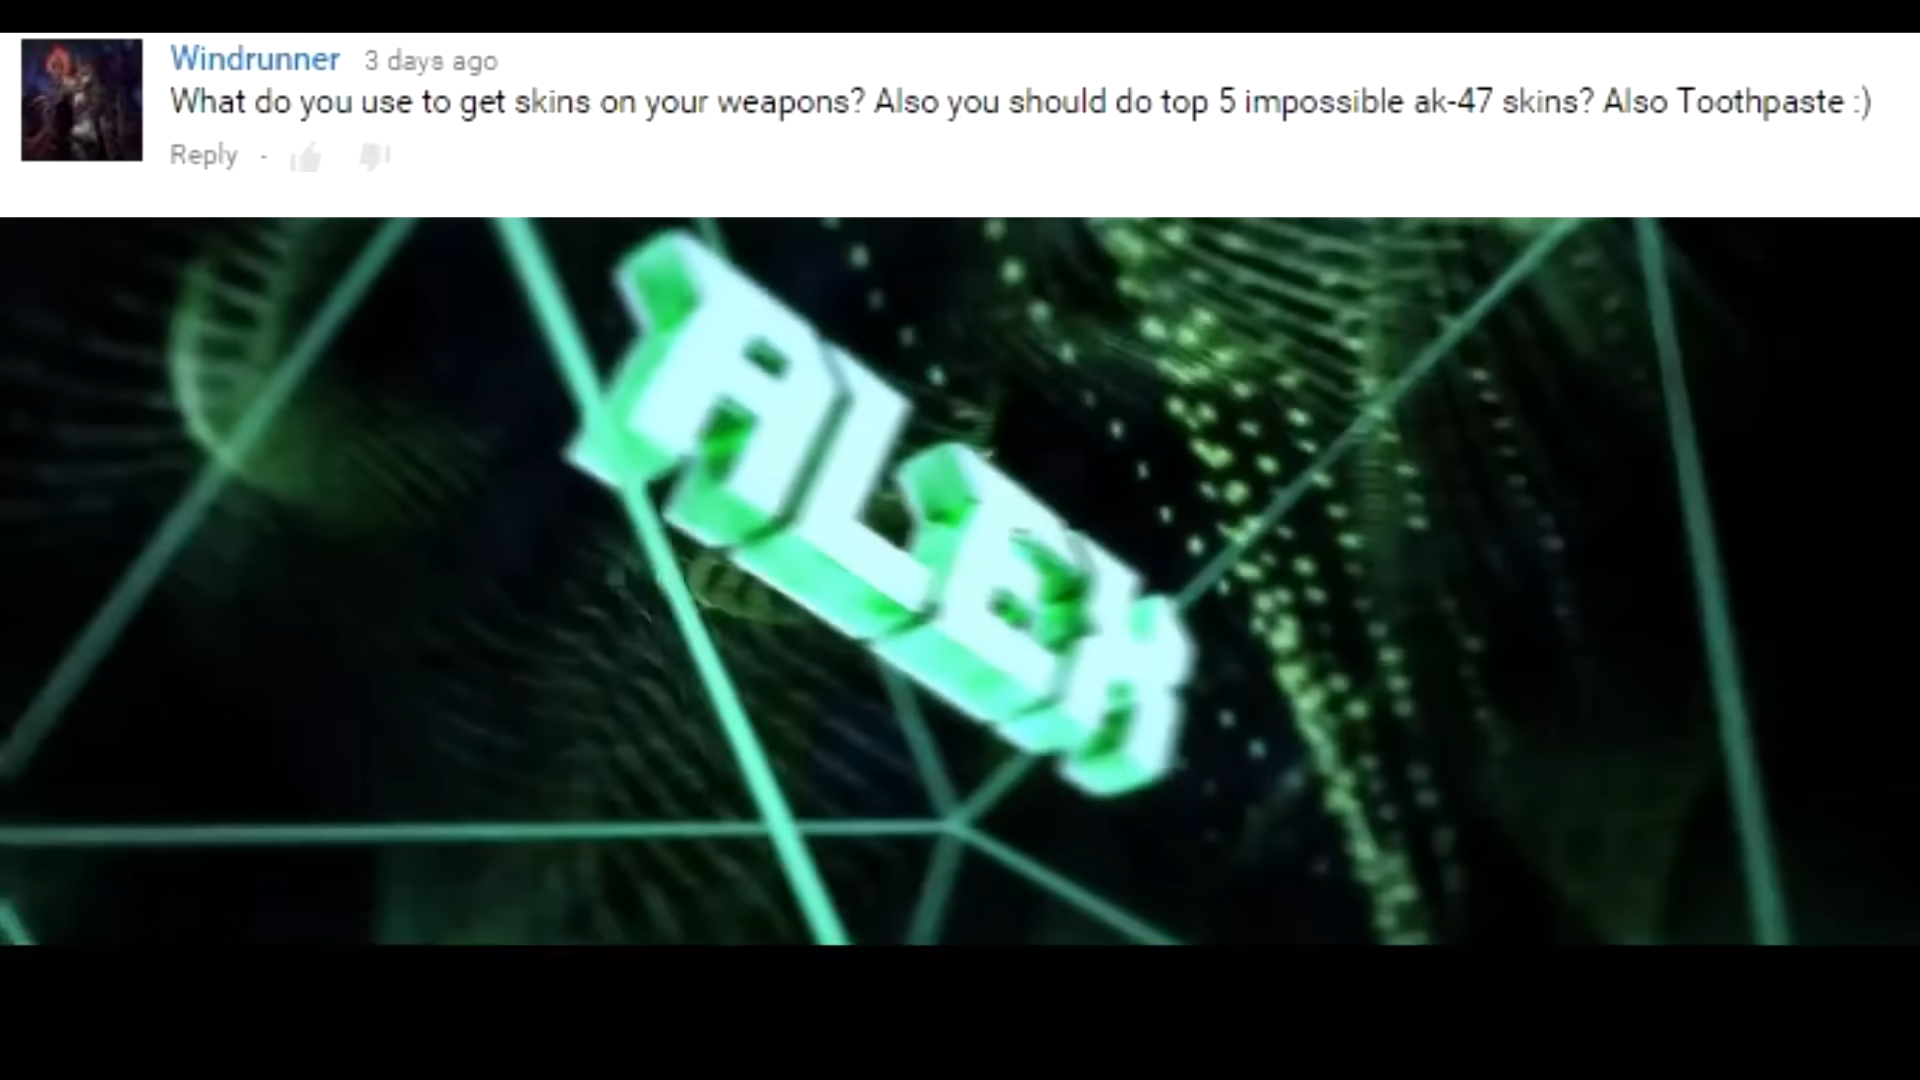 Windrunner 3 days ago
What do you use to get skins on your weapons? Also you should do top 5 impossible ak-47 skins? Also Toothpaste :)
Reply -
ALEX